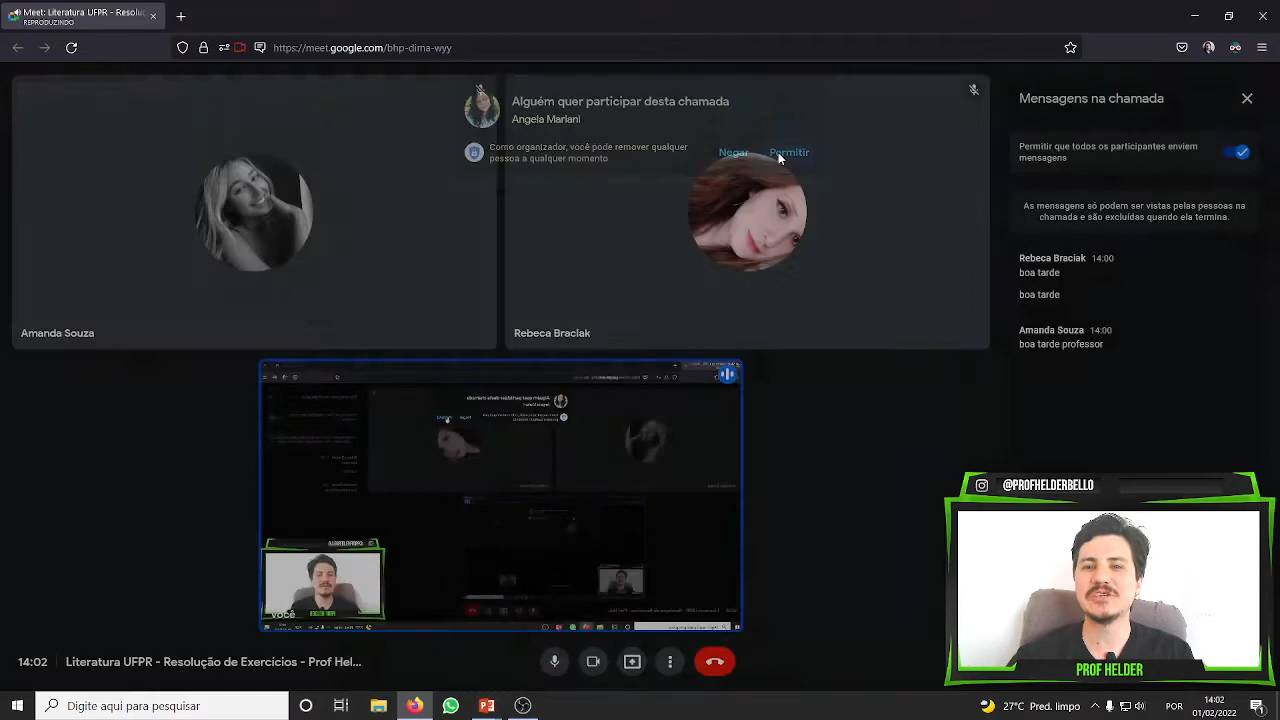 Meet: Literatura UFPR - Resoluç
REPRODUZINDO
https://meet.google.com/bhp-dima-wyy
Alguém quer participar desta chamada
Angela Mariani
Como organizador, você pode remover qualquer
pessoa a qualquer momento
Negar Permitir
Amanda Souza
Rebeca Braciak
Mensagens na chamada
Permitir que todos os participantes enviem
mensagens
As mensagens só podem ser vistas pelas pessoas na
chamada e são excluídas quando ela termina.
Rebeca Braciak 14:00
boa tarde
boa tarde
Amanda Souza 14:00
boa tarde professor
Você
@PROFHELDERBELLO
PROF HELDER
14:02 Literatura UFPR - Resolução de Exercícios - Prof Hel...
Digite aqui para pesquisar
27°C Pred. limpo
POR
14:02